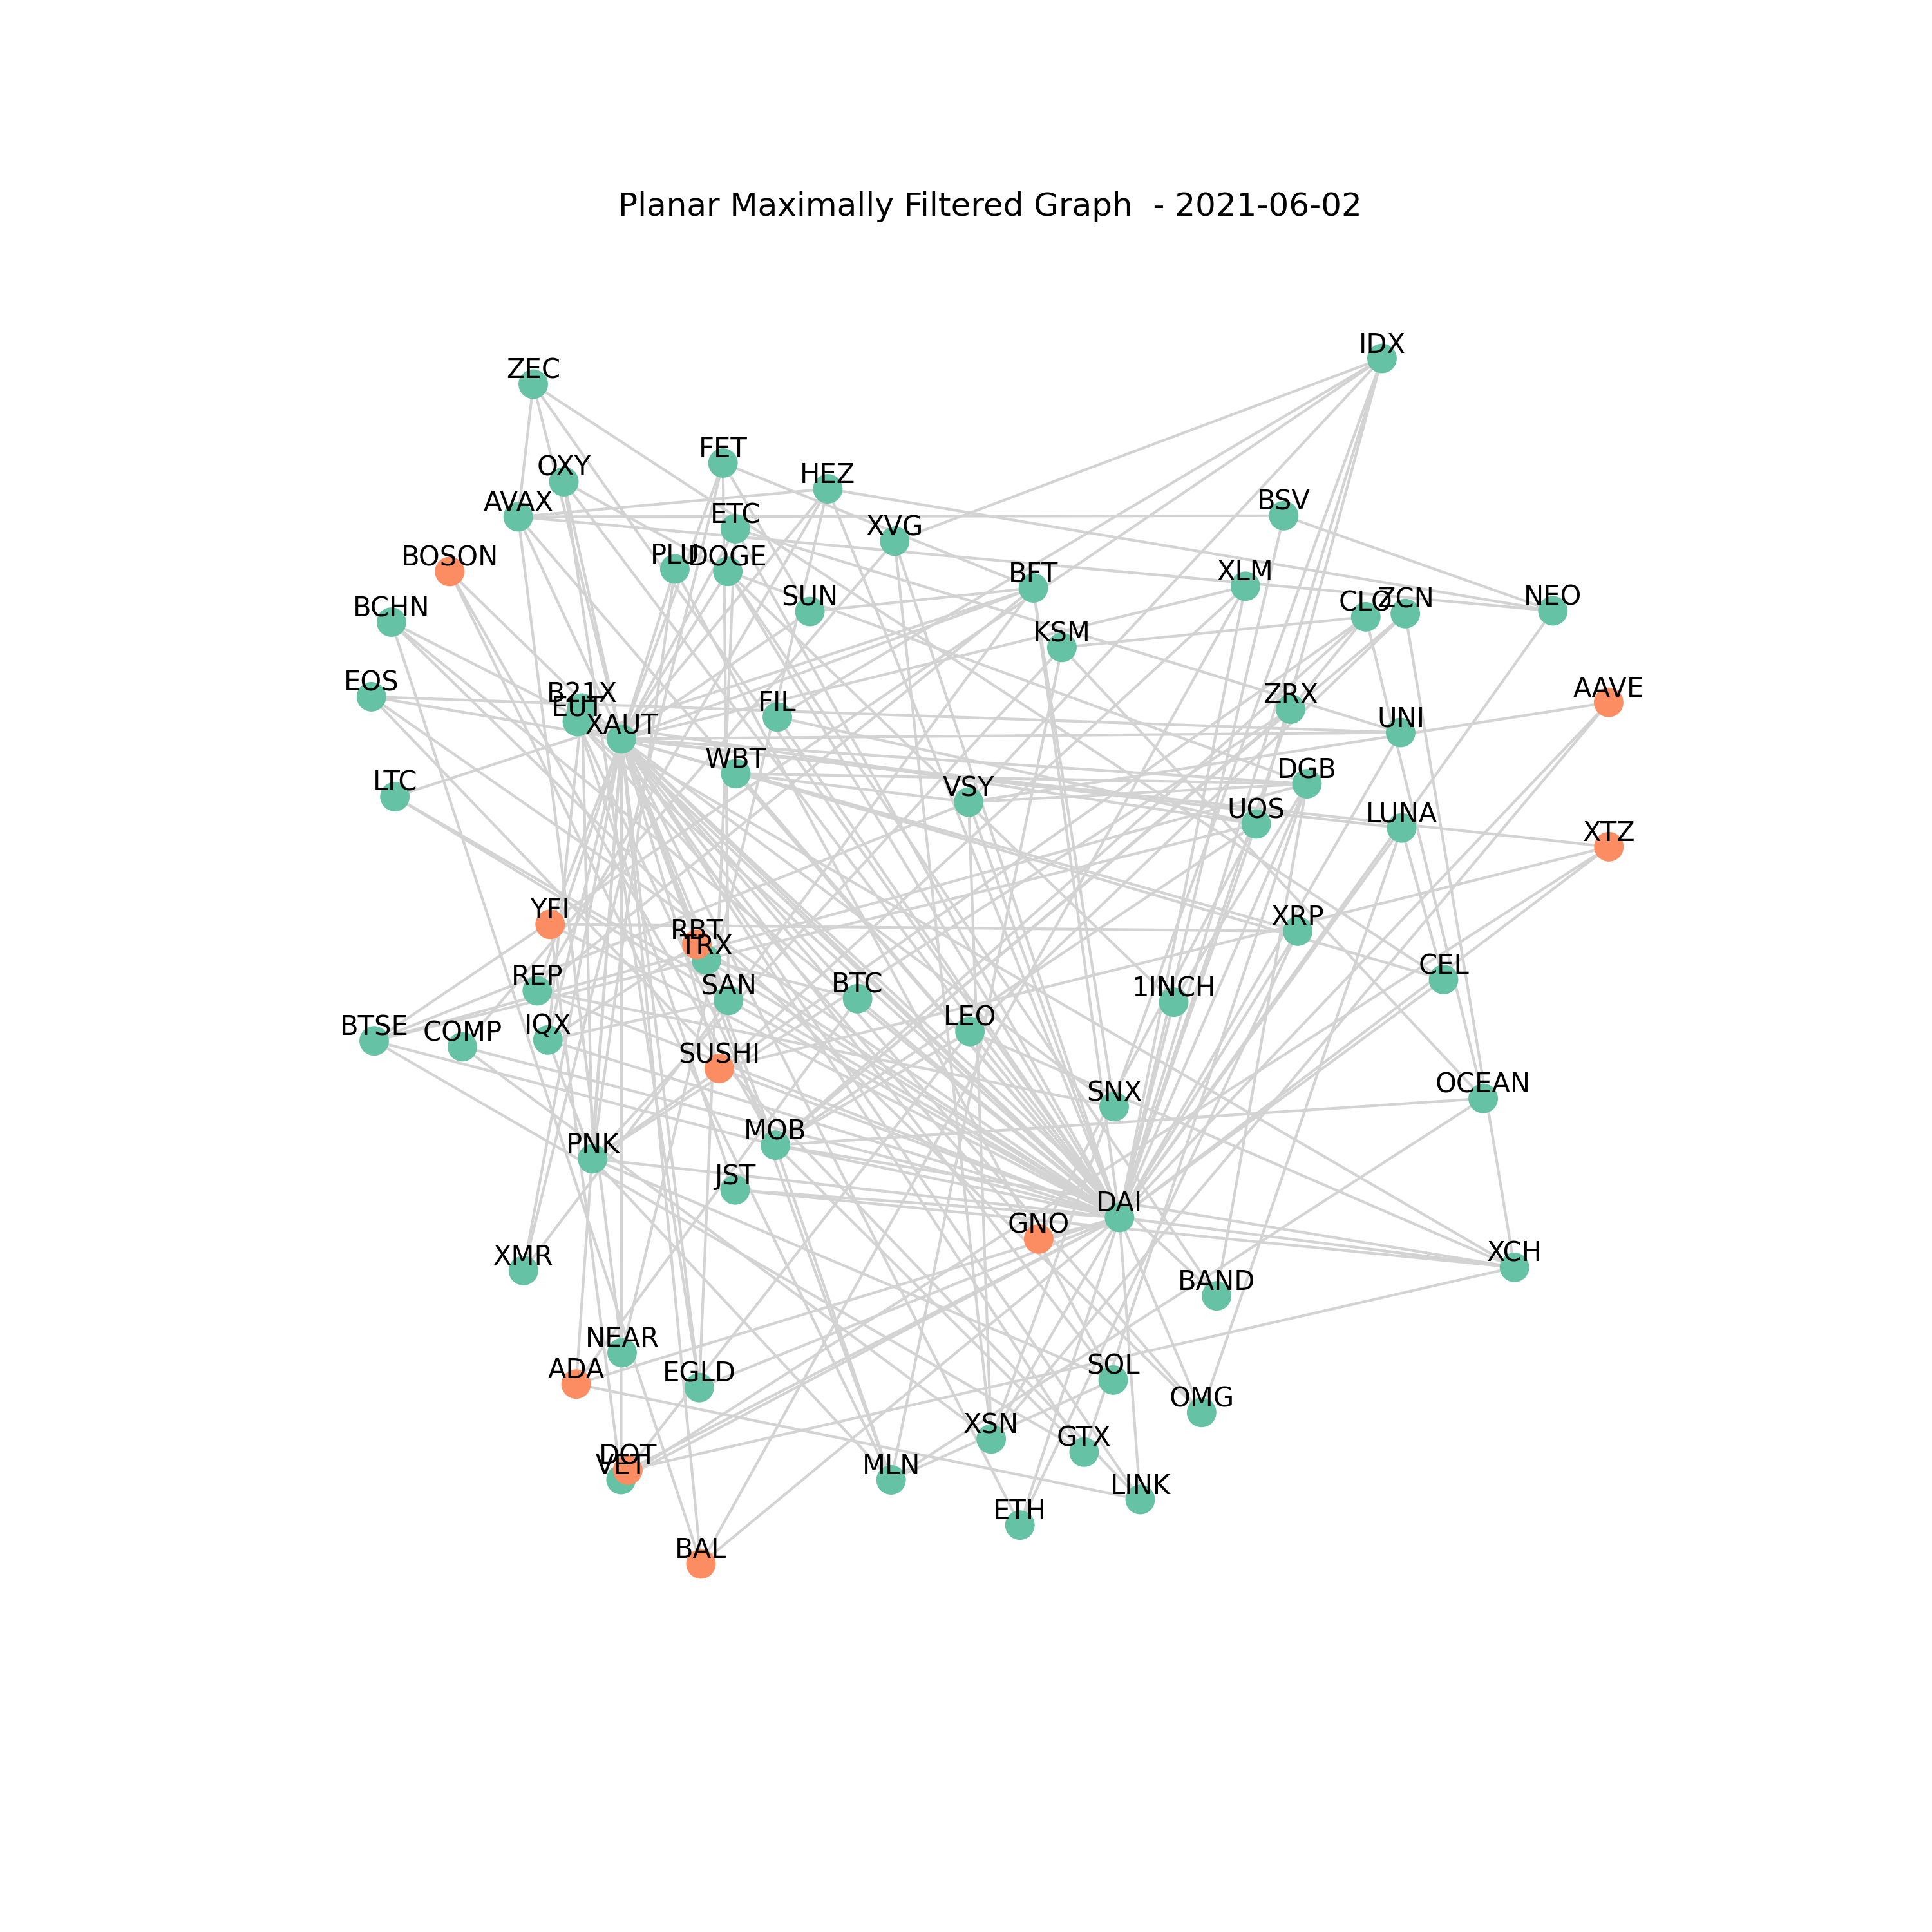 Planar Maximally Filtered Graph  - 2021-06-02
IDX
ZEC
FET
OXY
HEZ
AVAX
BSV
ETC
XVG
BOSON
PLU
DOGE
BFT
XLM
SUN
BCHN
CLO
ZCN
NEO
KSM
EOS
B21X
EUT
FIL
ZRX
AAVE
XAUT
UNI
WBT
DGB
LTC
VSY
UOS
LUNA
XTZ
YFI
RBT
XRP
TRX
CEL
REP
SAN
BTC
1INCH
BTSE
COMP
IQX
LEO
SUSHI
OCEAN
SNX
PNK
MOB
JST
DAI
GNO
XMR
XCH
BAND
NEAR
ADA
EGLD
SOL
OMG
XSN
GTX
DOT
VET
MLN
LINK
ETH
BAL